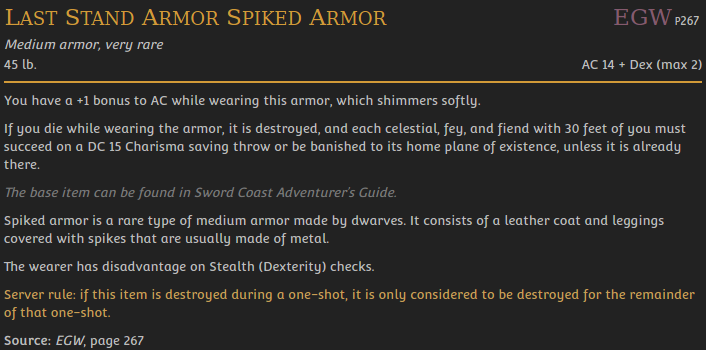 Last Stand Armor Spiked Armor EGW P267
Medium armor, very rare
45 lb. AC 14 + Dex (max 2)
You have a +1 bonus to AC while wearing this armor, which shimmers softly.
If you die while wearing the armor, it is destroyed, and each celestial, fey, and fiend with 30 feet of you must
succeed on a DC 15 Charisma saving throw or be banished to its home plane of existence, unless it is already
there.
The base item can be found in Sword Coast Adventurer's Guide.
Spiked armor is a rare type of medium armor made by dwarves. It consists of a leather coat and leggings
covered with spikes that are usually made of metal.
The wearer has disadvantage on Stealth (Dexterity) checks.
Server rule: if this item is destroyed during a one-shot, it is only considered to be destroyed for the remainder
of that one-shot.
Source: EGW, page 267